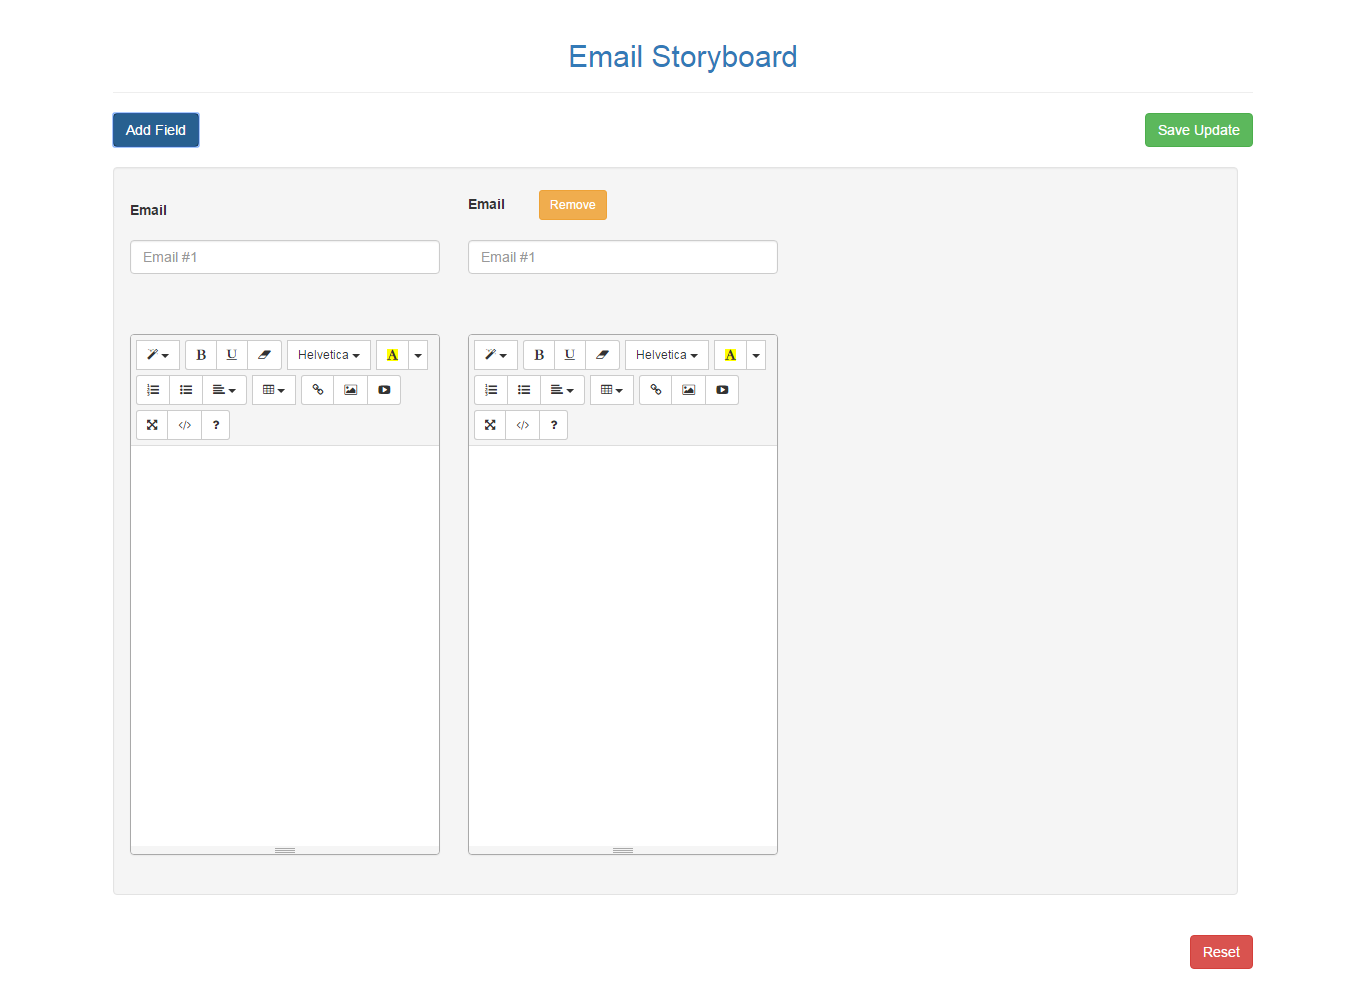 Email Storyboard
Add Field
Save Update
Email
Email
Remove
Email #1
Email #1
B U Helvetica A
B U Helvetica A
</> ?
</> ?
Reset